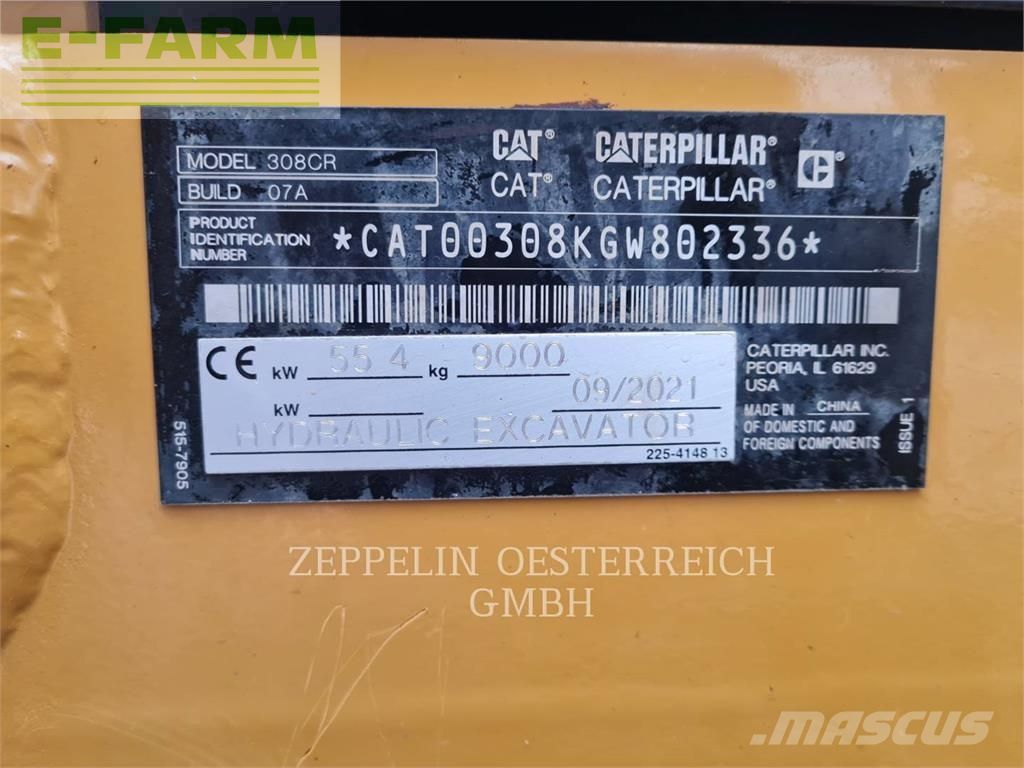 E-FARM
MODEL 308CR
BUILD 07A
CAT® CATERPILLAR®
CAT® CATERPILLAR®
PRODUCT
IDENTIFICATION
NUMBER
*CAT00308KGW802336*
CE kW 55 4 kg 9000
kW 09/2021
HYDRAULIC EXCAVATOR
225-4148 13
CATERPILLAR INC.
PEORIA, IL 61629
USA
MADE IN CHINA
OF DOMESTIC AND
FOREIGN COMPONENTS
ISSUE 1
515-7905
ZEPPELIN OESTERREICH
GMBH
MASCUS